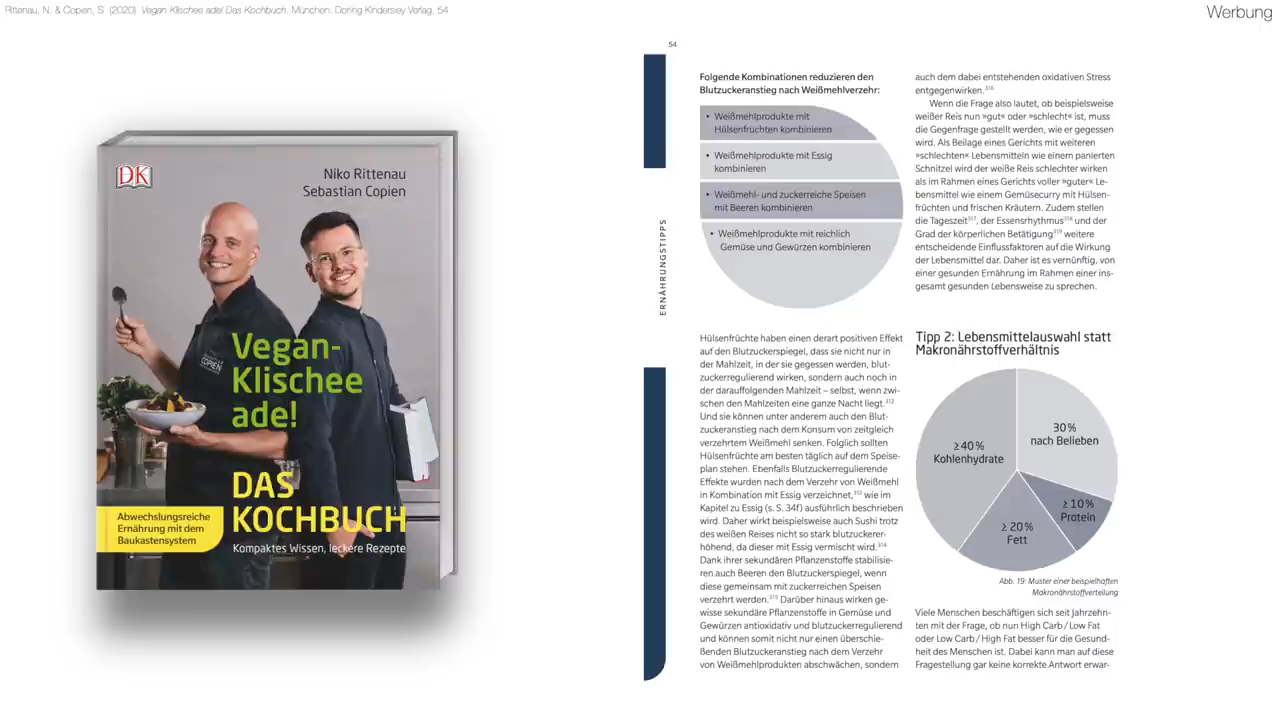 Rittenau, N. & Copen, S (2020) Vegan Klischee ade! Das Kochbuch. München: Doring Kindersley Verlag, 54
Werbung
DK
Niko Rittenau
Sebastian Copien
Vegan-
Klischee
ade!
DAS
KOCHBUCH
Kompaktes Wissen, leckere Rezepte
Abwechslungsreiche
Ernährung mit dem
Baukastensystem
COPIEN
54
ERNÄHRUNGSTIPPS
Folgende Kombinationen reduzieren den
Blutzuckeranstieg nach Weißmehlverzehr:
• Weißmehlprodukte mit
Hülsenfrüchten kombinieren
• Weißmehlprodukte mit Essig
kombinieren
• Weißmehl- und zuckerreiche Speisen
mit Beeren kombinieren
• Weißmehlprodukte mit reichlich
Gemüse und Gewürzen kombinieren
Hülsenfrüchte haben einen derart positiven Effekt
auf den Blutzuckerspiegel, dass sie nicht nur in
der Mahlzeit, in der sie gegessen werden, blut-
zuckerregulierend wirken, sondern auch noch in
der darauffolgenden Mahlzeit – selbst, wenn zwi-
schen den Mahlzeiten eine ganze Nacht liegt.312
Und sie können unter anderem auch den Blut-
zuckeranstieg nach dem Konsum von zeitgleich
verzehrtem Weißmehl senken. Folglich sollten
Hülsenfrüchte am besten täglich auf dem Speise-
plan stehen. Ebenfalls Blutzuckerregulierende
Effekte wurden nach dem Verzehr von Weißmehl
in Kombination mit Essig verzeichnet,313 wie im
Kapitel zu Essig (s. S. 34f) ausführlich beschrieben
wird. Daher wirkt beispielsweise auch Sushi trotz
des weißen Reises nicht so stark blutzuckerer-
höhend, da dieser mit Essig vermischt wird.314
Dank ihrer sekundären Pflanzenstoffe stabilisie-
ren auch Beeren den Blutzuckerspiegel, wenn
diese gemeinsam mit zuckerreichen Speisen
verzehrt werden.315 Darüber hinaus wirken ge-
wisse sekundäre Pflanzenstoffe in Gemüse und
Gewürzen antioxidativ und blutzuckerregulierend
und können somit nicht nur einen überschie-
ßenden Blutzuckeranstieg nach dem Verzehr
von Weißmehlprodukten abschwächen, sondern
auch dem dabei entstehenden oxidativen Stress
entgegenwirken.316
Wenn die Frage also lautet, ob beispielsweise
weißer Reis nun »gut« oder »schlecht« ist, muss
die Gegenfrage gestellt werden, wie er gegessen
wird. Als Beilage eines Gerichts mit weiteren
»schlechten« Lebensmitteln wie einem panierten
Schnitzel wird der weiße Reis schlechter wirken
als im Rahmen eines Gerichts voller »guter« Le-
bensmittel wie einem Gemüsecurry mit Hülsen-
früchten und frischen Kräutern. Zudem stellen
die Tageszeit317, der Essensrhythmus318 und der
Grad der körperlichen Betätigung319 weitere
entscheidende Einflussfaktoren auf die Wirkung
der Lebensmittel dar. Daher ist es vernünftig, von
einer gesunden Ernährung im Rahmen einer ins-
gesamt gesunden Lebensweise zu sprechen.
Tipp 2: Lebensmittelauswahl statt
Makronährstoffverhältnis
≥ 40 %
Kohlenhydrate
30 %
nach Belieben
≥ 10 %
Protein
≥ 20 %
Fett
Abb. 19: Muster einer beispielhaften
Makronährstoffverteilung
Viele Menschen beschäftigen sich seit Jahrzehn-
ten mit der Frage, ob nun High Carb / Low Fat
oder Low Carb / High Fat besser für die Gesund-
heit des Menschen ist. Dabei kann man auf diese
Fragestellung gar keine korrekte Antwort erwar-